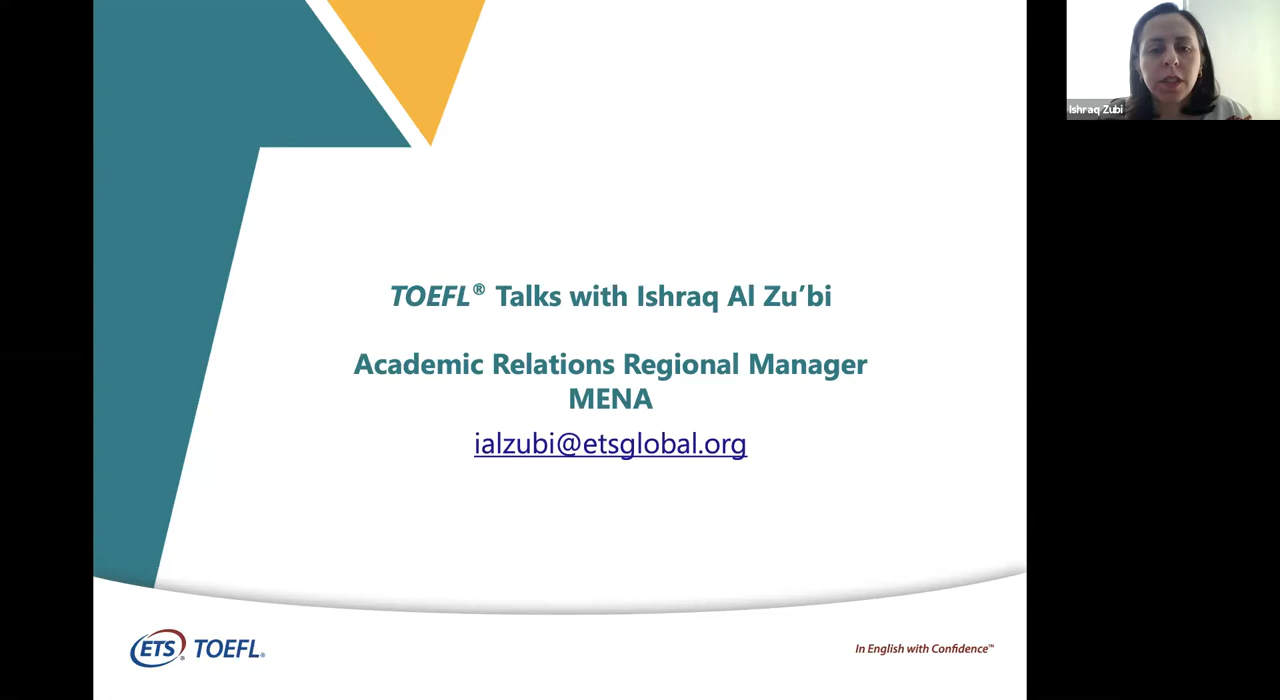 Ishraq Zubi
TOEFL® Talks with Ishraq Al Zu’bi
Academic Relations Regional Manager
MENA
ialzubi@etsglobal.org
ETS® TOEFL®
In English with Confidence™